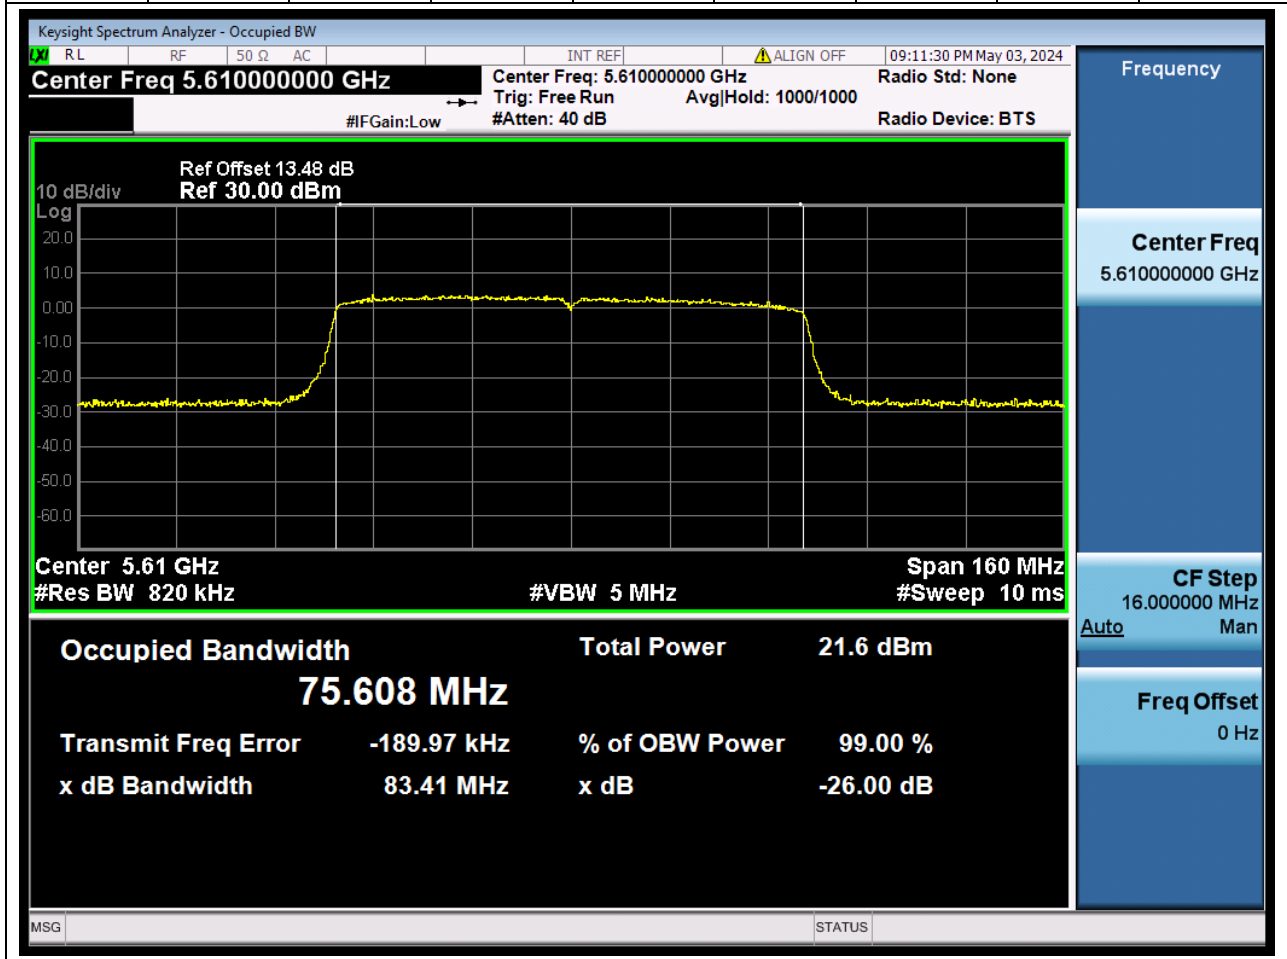 Keysight Spectrum Analyzer - Occupied BW
LXI RL RF 50 Ω AC INT REF ALIGN OFF 09:11:30 PM May 03, 2024
Center Freq 5.610000000 GHz
Center Freq: 5.610000000 GHz
Radio Std: None
Trig: Free Run Avg|Hold: 1000/1000
#IFGain:Low
#Atten: 40 dB
Radio Device: BTS
Ref Offset 13.48 dB
10 dB/div Ref 30.00 dBm
Log
20.0
10.0
0.00
-10.0
-20.0
-30.0
-40.0
-50.0
-60.0
Center 5.61 GHz Span 160 MHz
#Res BW 820 kHz #VBW 5 MHz #Sweep 10 ms
Occupied Bandwidth Total Power 21.6 dBm
75.608 MHz
Transmit Freq Error -189.97 kHz % of OBW Power 99.00 %
x dB Bandwidth 83.41 MHz x dB -26.00 dB
MSG STATUS
Frequency
Center Freq
5.610000000 GHz
CF Step
16.000000 MHz
Auto Man
Freq Offset
0 Hz